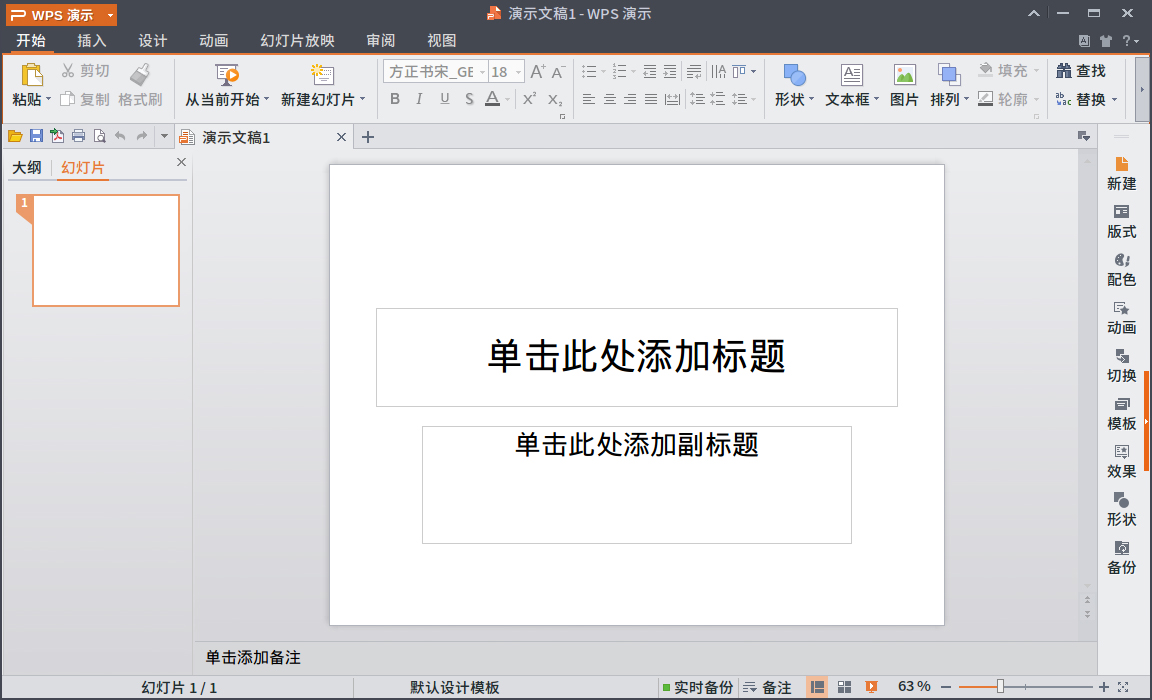 WPS 演示
演示文稿1 - WPS 演示
开始 插入 设计 动画 幻灯片放映 审阅 视图
粘贴 剪切 复制 格式刷 从当前开始 新建幻灯片
方正书宋_GE 18 A+ A-
B I U S A X² X₂
形状 文本框 图片 排列 填充 轮廓 查找 替换
演示文稿1
大纲 幻灯片
1
单击此处添加标题
单击此处添加副标题
新建
版式
配色
动画
切换
模板
效果
形状
备份
单击添加备注
幻灯片 1 / 1 默认设计模板 实时备份 备注 63 %